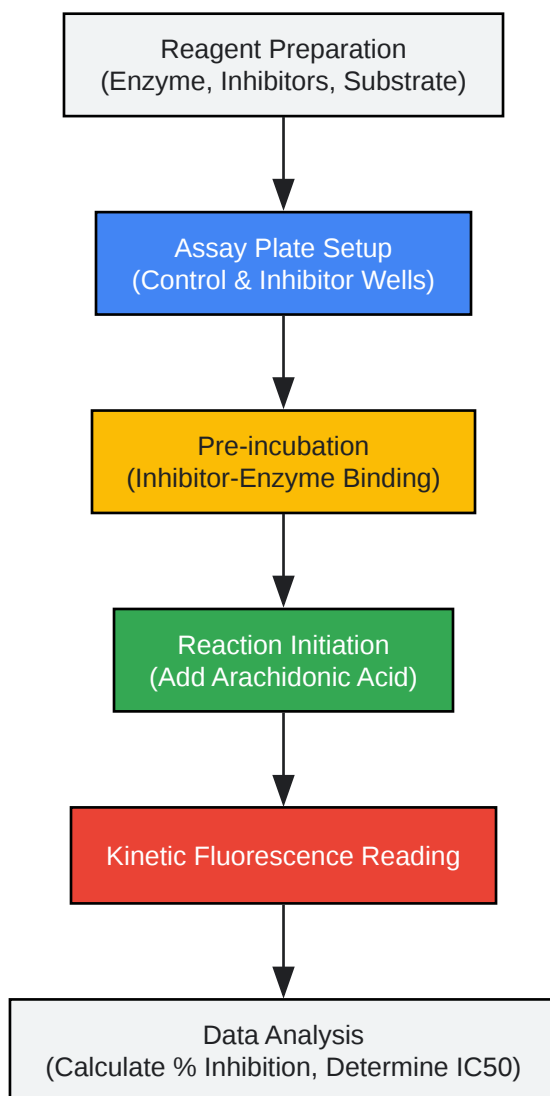 Reagent Preparation
(Enzyme, Inhibitors, Substrate)
Assay Plate Setup
(Control & Inhibitor Wells)
Pre-incubation
(Inhibitor-Enzyme Binding)
Reaction Initiation
(Add Arachidonic Acid)
Kinetic Fluorescence Reading
Data Analysis
(Calculate % Inhibition, Determine IC50)